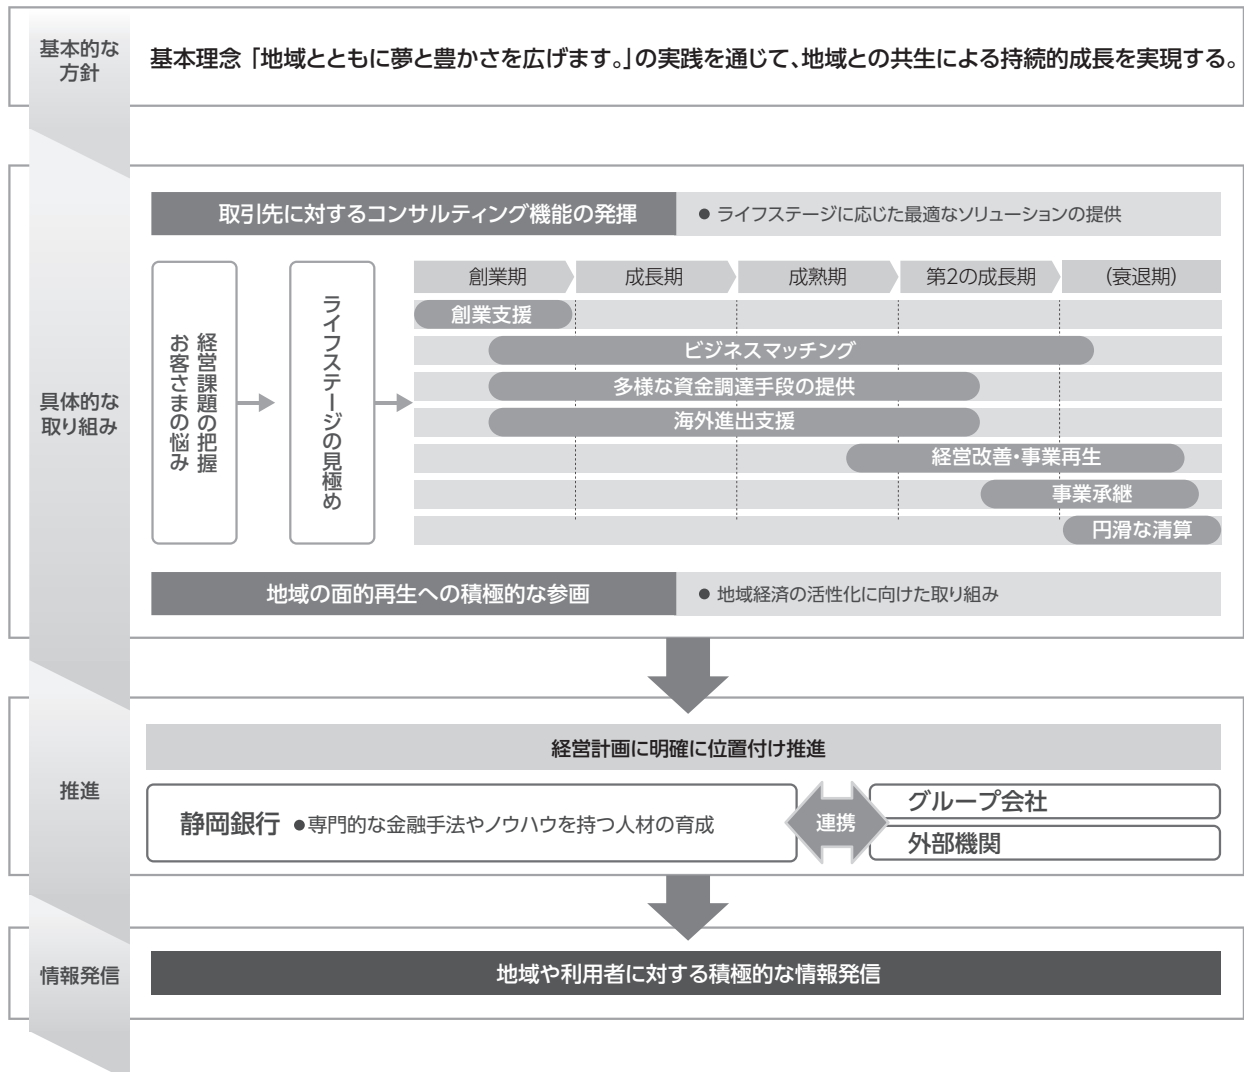 基本的な
方針
基本理念「地域とともに夢と豊かさを広げます。」の実践を通じて、地域との共生による持続的成長を実現する。
具体的な
取り組み
取引先に対するコンサルティング機能の発揮
● ライフステージに応じた最適なソリューションの提供
経営課題の把握
お客さまの悩み
ライフステージの見極め
創業期
成長期
成熟期
第2の成長期
(衰退期)
創業支援
ビジネスマッチング
多様な資金調達手段の提供
海外進出支援
経営改善・事業再生
事業承継
円滑な清算
地域の面的再生への積極的な参画
● 地域経済の活性化に向けた取り組み
推進
経営計画に明確に位置付け推進
静岡銀行 ●専門的な金融手法やノウハウを持つ人材の育成
連携
グループ会社
外部機関
情報発信
地域や利用者に対する積極的な情報発信